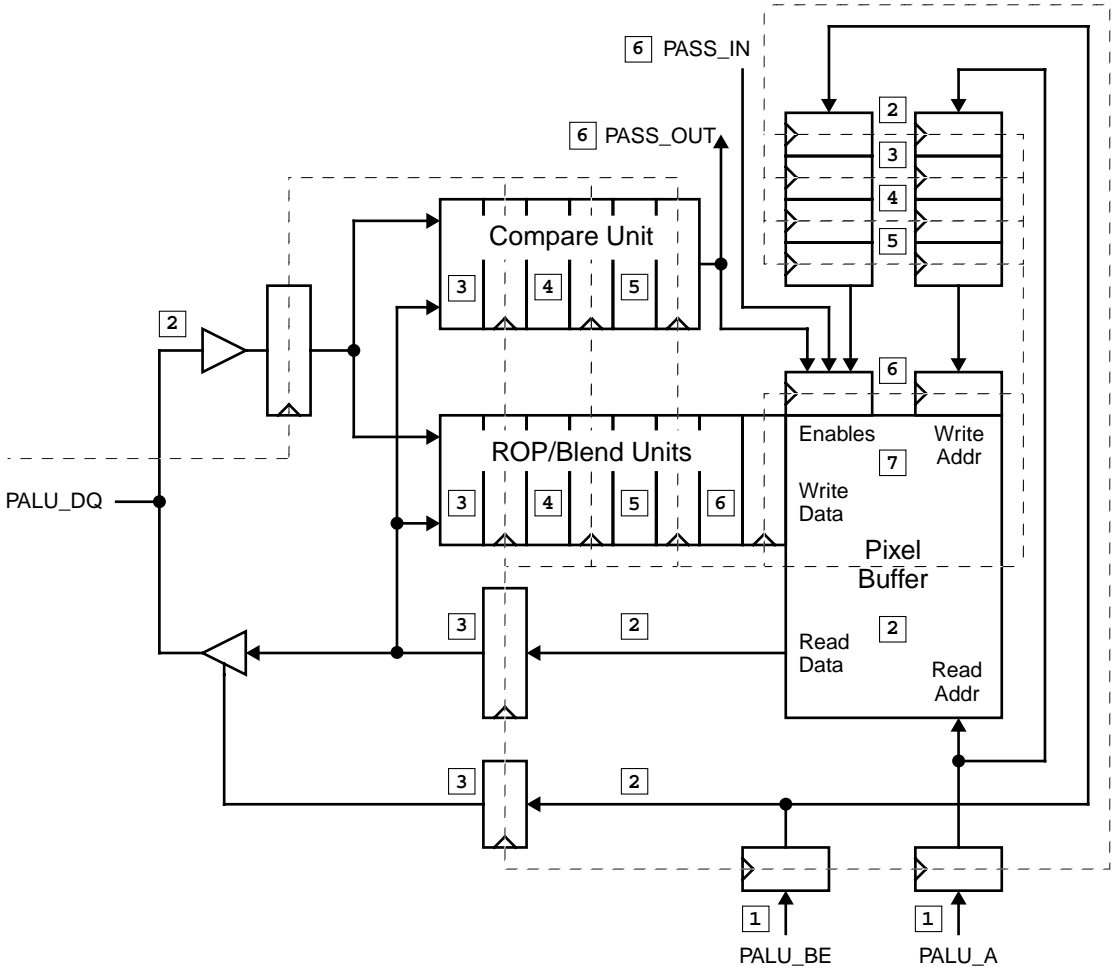 6 PASS_IN
2
6 PASS_OUT
3
4
Compare Unit
5
3 4 5
2
6
Enables Write
Addr
ROP/Blend Units
7
3 4 5 6
Write
Data
PALU_DQ
Pixel
Buffer
3 2 2
Read
Data
Read
Addr
3 2
1 1
PALU_BE PALU_A